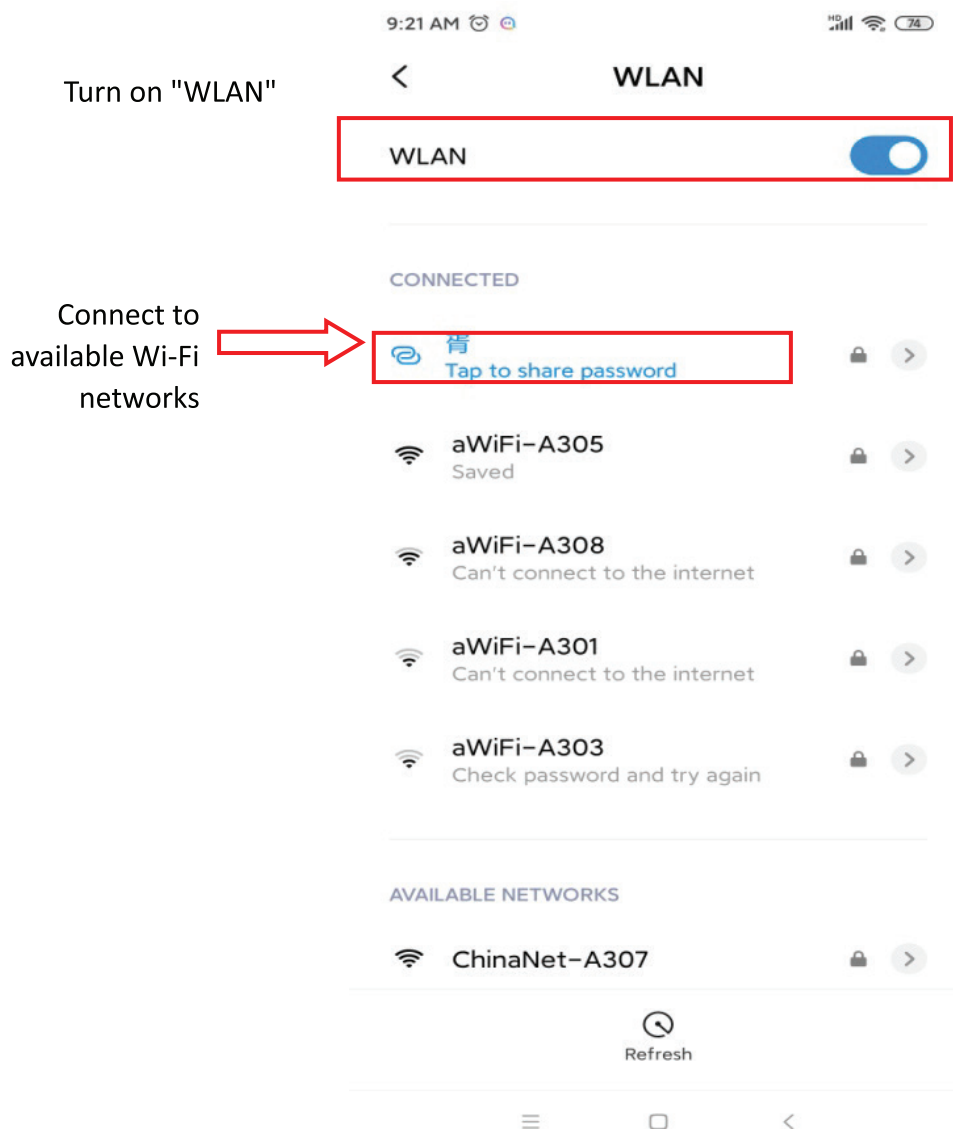 9:21 AM
HD
74
Turn on "WLAN"
WLAN
WLAN
CONNECTED
Connect to
available Wi-Fi
networks
Tap to share password
aWiFi-A305
Saved
aWiFi-A308
Can't connect to the internet
aWiFi-A301
Can't connect to the internet
aWiFi-A303
Check password and try again
AVAILABLE NETWORKS
ChinaNet-A307
Refresh